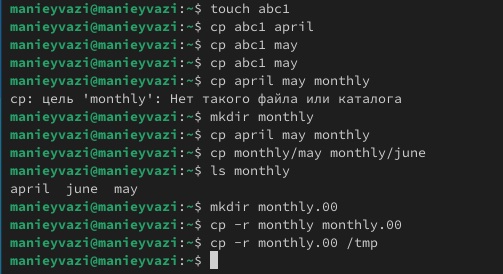 manieyvazi@manieyvazi:~$ touch abc1
manieyvazi@manieyvazi:~$ cp abc1 april
manieyvazi@manieyvazi:~$ cp abc1 may
manieyvazi@manieyvazi:~$ cp abc1 may
manieyvazi@manieyvazi:~$ cp april may monthly
cp: цель 'monthly': Нет такого файла или каталога
manieyvazi@manieyvazi:~$ mkdir monthly
manieyvazi@manieyvazi:~$ cp april may monthly
manieyvazi@manieyvazi:~$ cp monthly/may monthly/june
manieyvazi@manieyvazi:~$ ls monthly
april  june  may
manieyvazi@manieyvazi:~$ mkdir monthly.00
manieyvazi@manieyvazi:~$ cp -r monthly monthly.00
manieyvazi@manieyvazi:~$ cp -r monthly.00 /tmp
manieyvazi@manieyvazi:~$